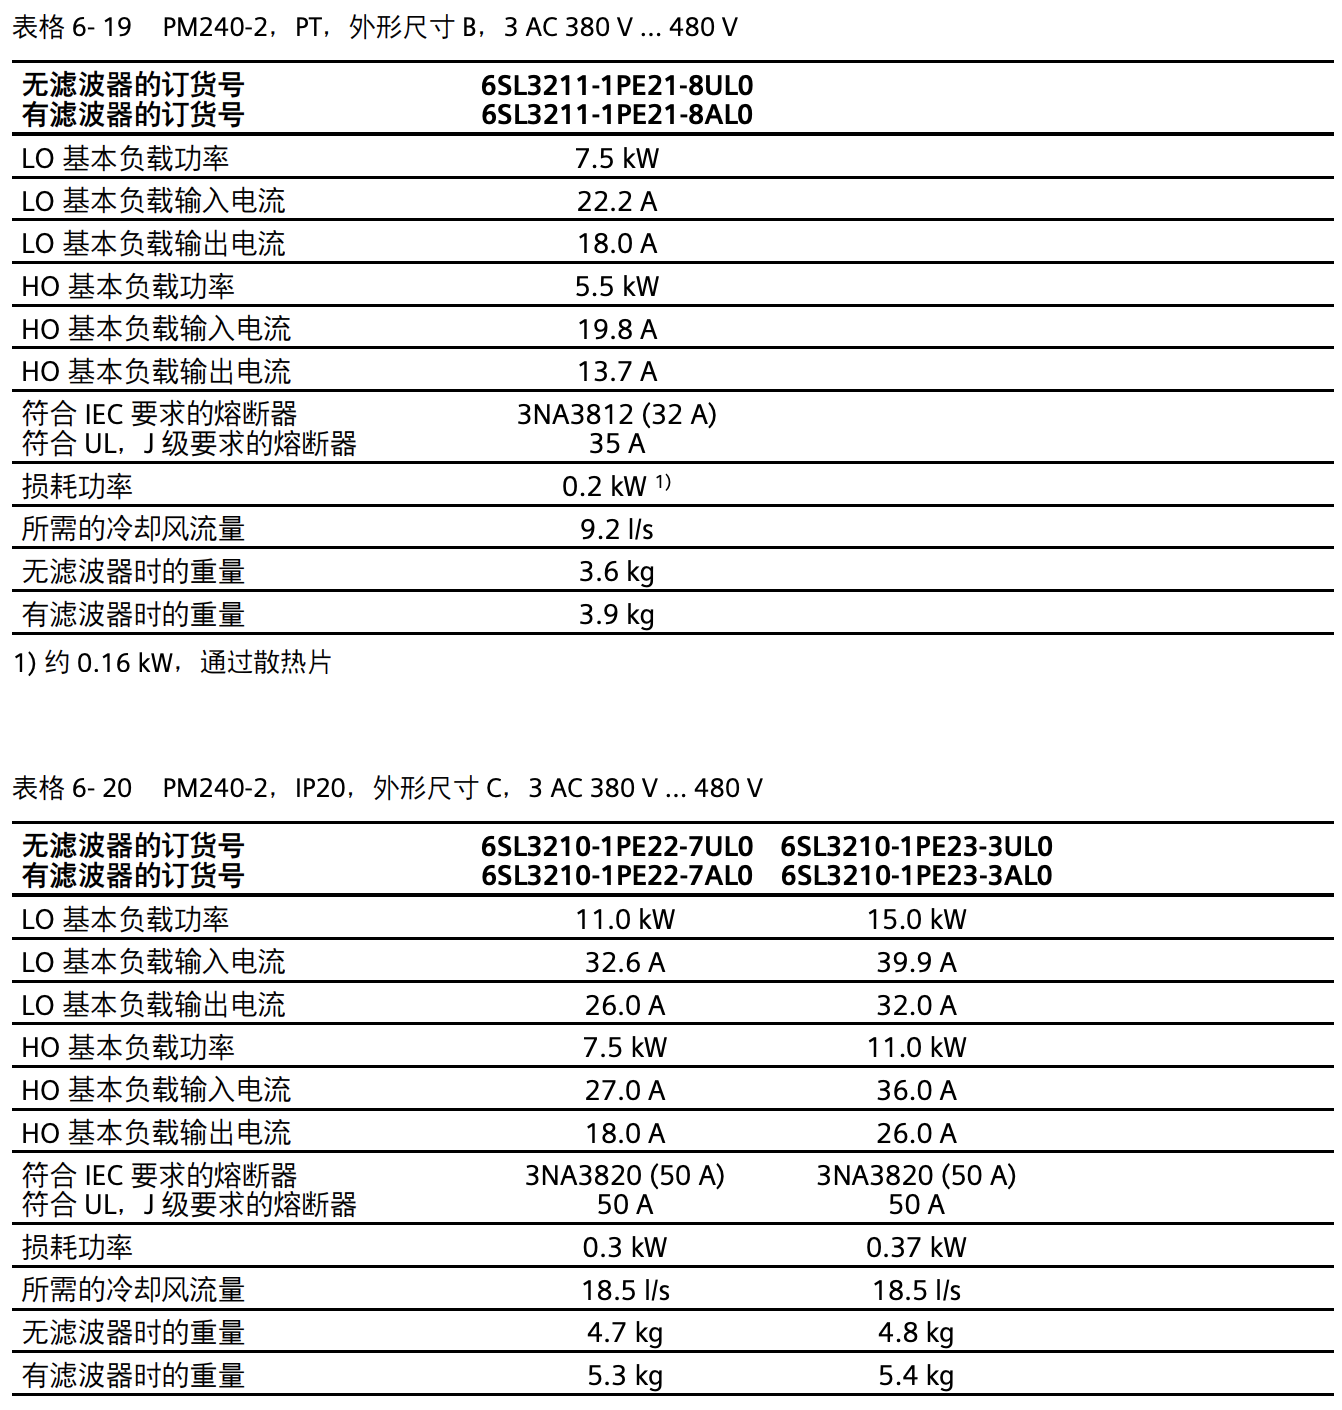 表格 6- 19 PM240-2，PT，外形尺寸 B，3 AC 380 V ... 480 V
无滤波器的订货号 6SL3211-1PE21-8UL0
有滤波器的订货号 6SL3211-1PE21-8AL0
LO 基本负载功率 7.5 kW
LO 基本负载输入电流 22.2 A
LO 基本负载输出电流 18.0 A
HO 基本负载功率 5.5 kW
HO 基本负载输入电流 19.8 A
HO 基本负载输出电流 13.7 A
符合 IEC 要求的熔断器 3NA3812 (32 A)
符合 UL，J 级要求的熔断器 35 A
损耗功率 0.2 kW 1)
所需的冷却风流量 9.2 l/s
无滤波器时的重量 3.6 kg
有滤波器时的重量 3.9 kg
1) 约 0.16 kW，通过散热片
表格 6- 20 PM240-2，IP20，外形尺寸 C，3 AC 380 V ... 480 V
无滤波器的订货号 6SL3210-1PE22-7UL0 6SL3210-1PE23-3UL0
有滤波器的订货号 6SL3210-1PE22-7AL0 6SL3210-1PE23-3AL0
LO 基本负载功率 11.0 kW 15.0 kW
LO 基本负载输入电流 32.6 A 39.9 A
LO 基本负载输出电流 26.0 A 32.0 A
HO 基本负载功率 7.5 kW 11.0 kW
HO 基本负载输入电流 27.0 A 36.0 A
HO 基本负载输出电流 18.0 A 26.0 A
符合 IEC 要求的熔断器 3NA3820 (50 A) 3NA3820 (50 A)
符合 UL，J 级要求的熔断器 50 A 50 A
损耗功率 0.3 kW 0.37 kW
所需的冷却风流量 18.5 l/s 18.5 l/s
无滤波器时的重量 4.7 kg 4.8 kg
有滤波器时的重量 5.3 kg 5.4 kg